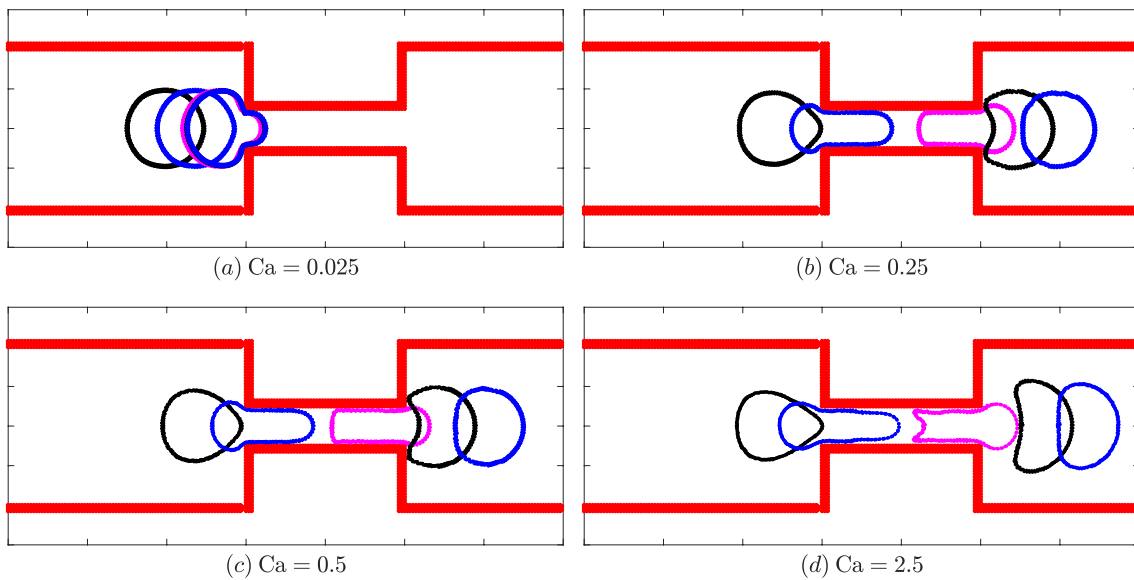 (a) Ca = 0.025
(b) Ca = 0.25
(c) Ca = 0.5
(d) Ca = 2.5